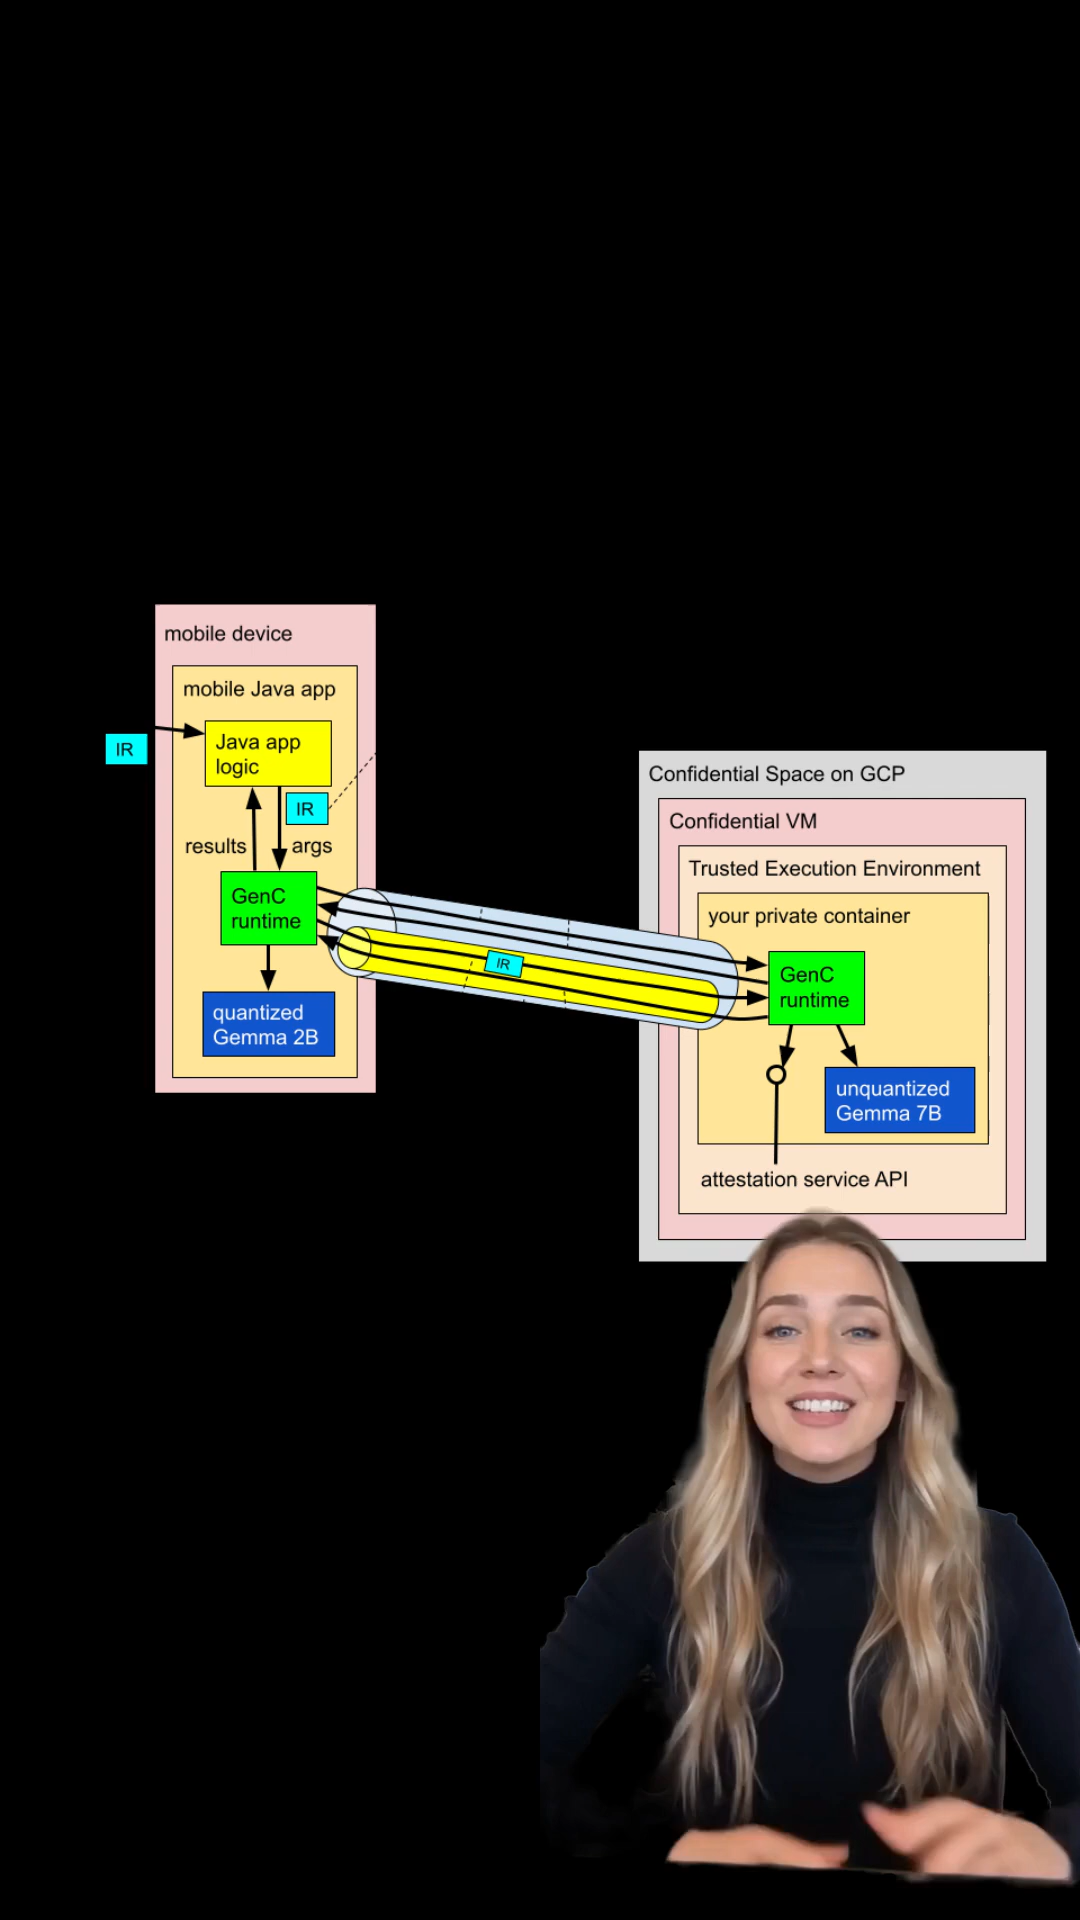 mobile device
mobile Java app
IR
Java app
logic
IR
results
args
GenC
runtime
quantized
Gemma 2B
IR
Confidential Space on GCP
Confidential VM
Trusted Execution Environment
your private container
GenC
runtime
unquantized
Gemma 7B
attestation service API